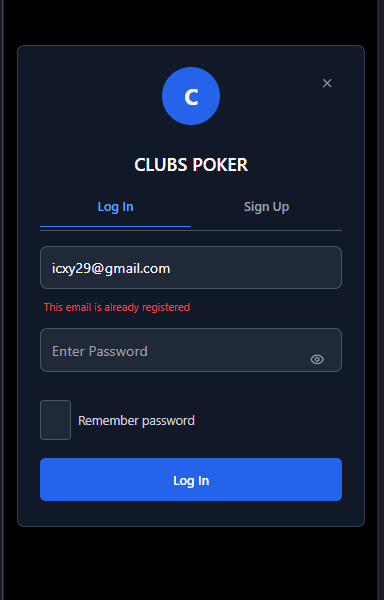 C
×
CLUBS POKER
Log In Sign Up
icxy29@gmail.com
This email is already registered
Enter Password
Remember password
Log In